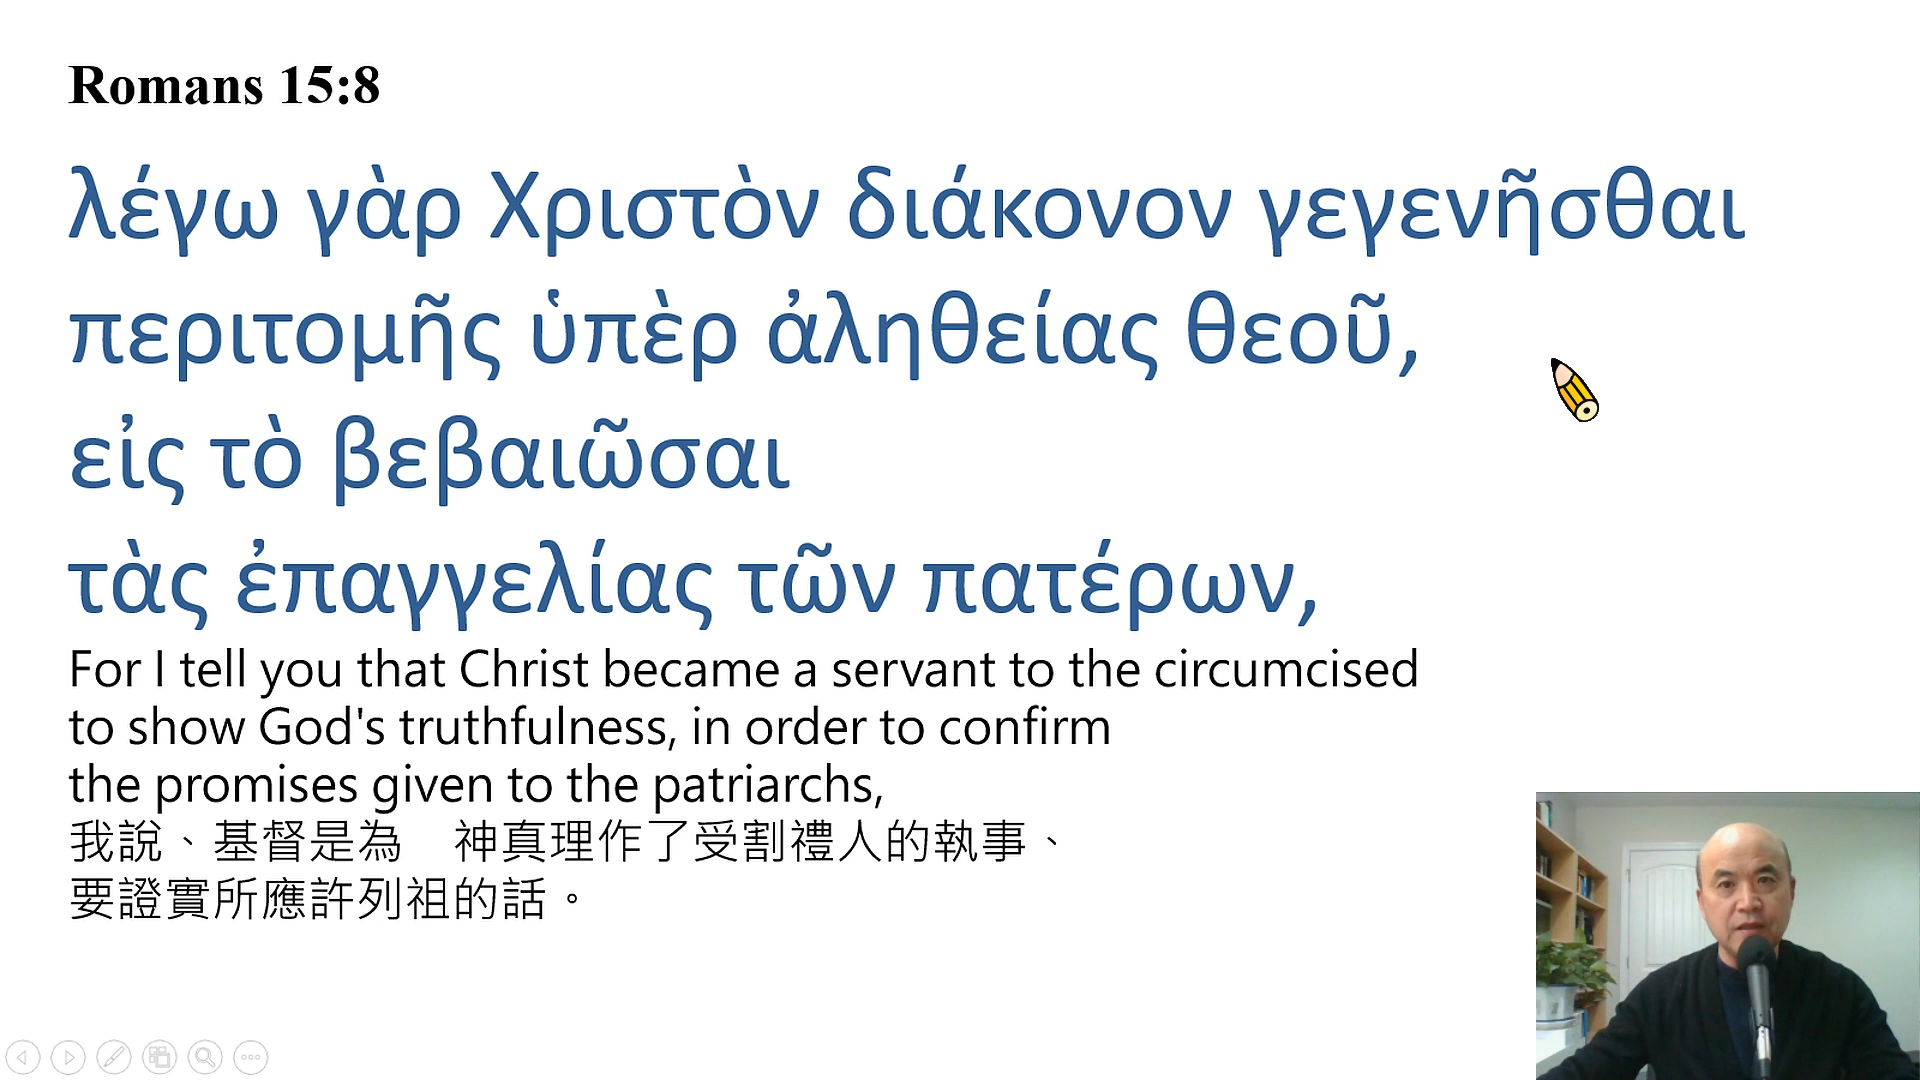 Romans 15:8
λέγω γὰρ Χριστὸν διάκονον γεγενῆσθαι
περιτομῆς ὑπὲρ ἀληθείας θεοῦ,
εἰς τὸ βεβαιῶσαι
τὰς ἐπαγγελίας τῶν πατέρων,
For I tell you that Christ became a servant to the circumcised
to show God's truthfulness, in order to confirm
the promises given to the patriarchs,
我說、基督是為　神真理作了受割禮人的執事、
要證實所應許列祖的話。